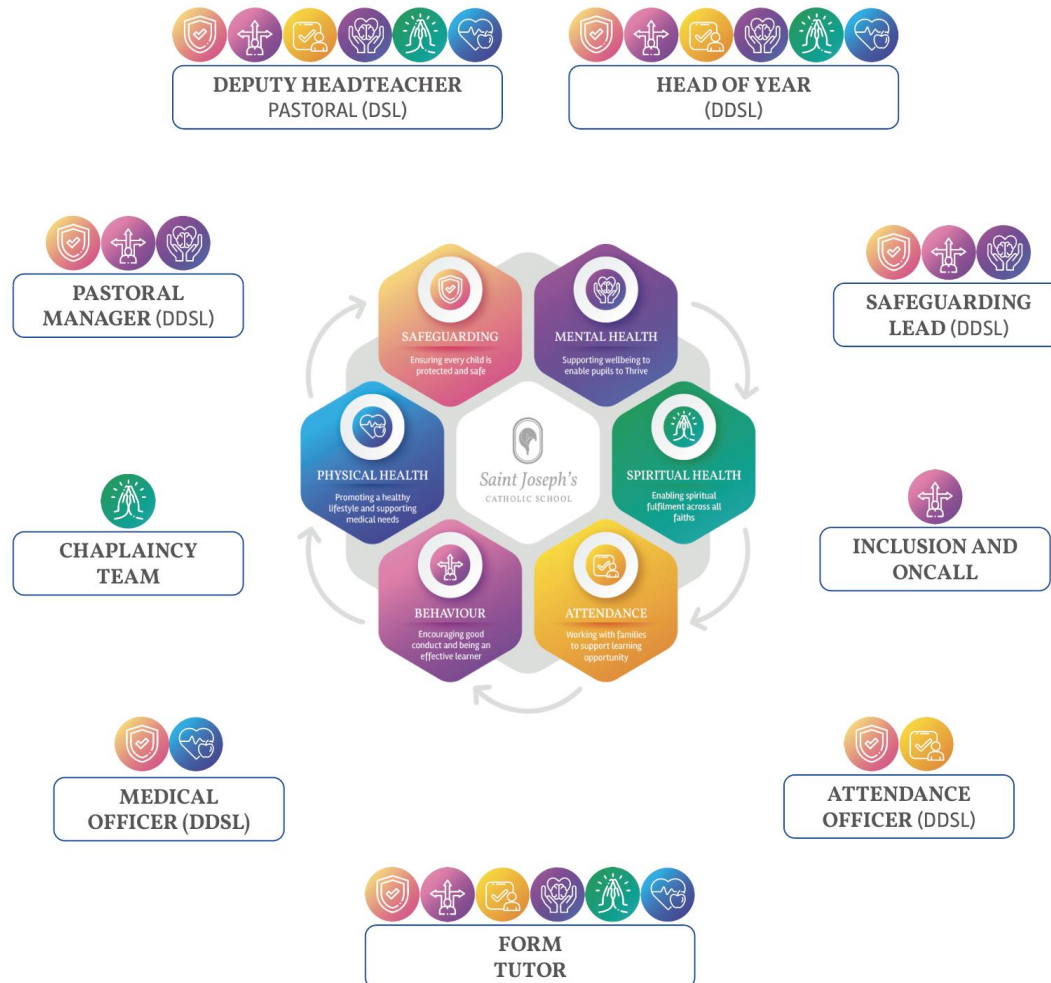 DEPUTY HEADTEACHER
PASTORAL (DSL)
HEAD OF YEAR
(DDSL)
PASTORAL
MANAGER (DDSL)
SAFEGUARDING
LEAD (DDSL)
SAFEGUARDING
Ensuring every child is
protected and safe
MENTAL HEALTH
Supporting wellbeing to
enable pupils to Thrive
PHYSICAL HEALTH
Promoting a healthy
lifestyle and supporting
medical needs
Saint Joseph's
CATHOLIC SCHOOL
SPIRITUAL HEALTH
Enabling spiritual
fulfilment across all
faiths
CHAPLAINCY
TEAM
INCLUSION AND
ONCALL
BEHAVIOUR
Encouraging good
conduct and being an
effective learner
ATTENDANCE
Working with families
to support learning
opportunity
MEDICAL
OFFICER (DDSL)
ATTENDANCE
OFFICER (DDSL)
FORM
TUTOR